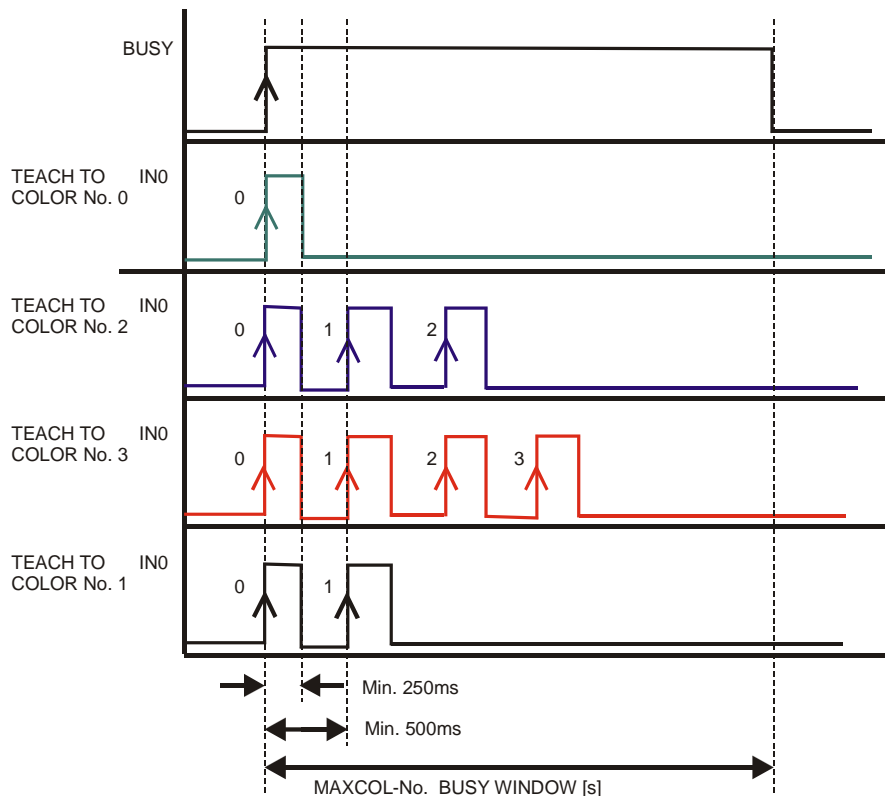 BUSY
TEACH TO IN0
COLOR No. 0 0
TEACH TO IN0
COLOR No. 2 0 1 2
TEACH TO IN0
COLOR No. 3 0 1 2 3
TEACH TO IN0
COLOR No. 1 0 1
Min. 250ms
Min. 500ms
MAXCOL-No. BUSY WINDOW [s]